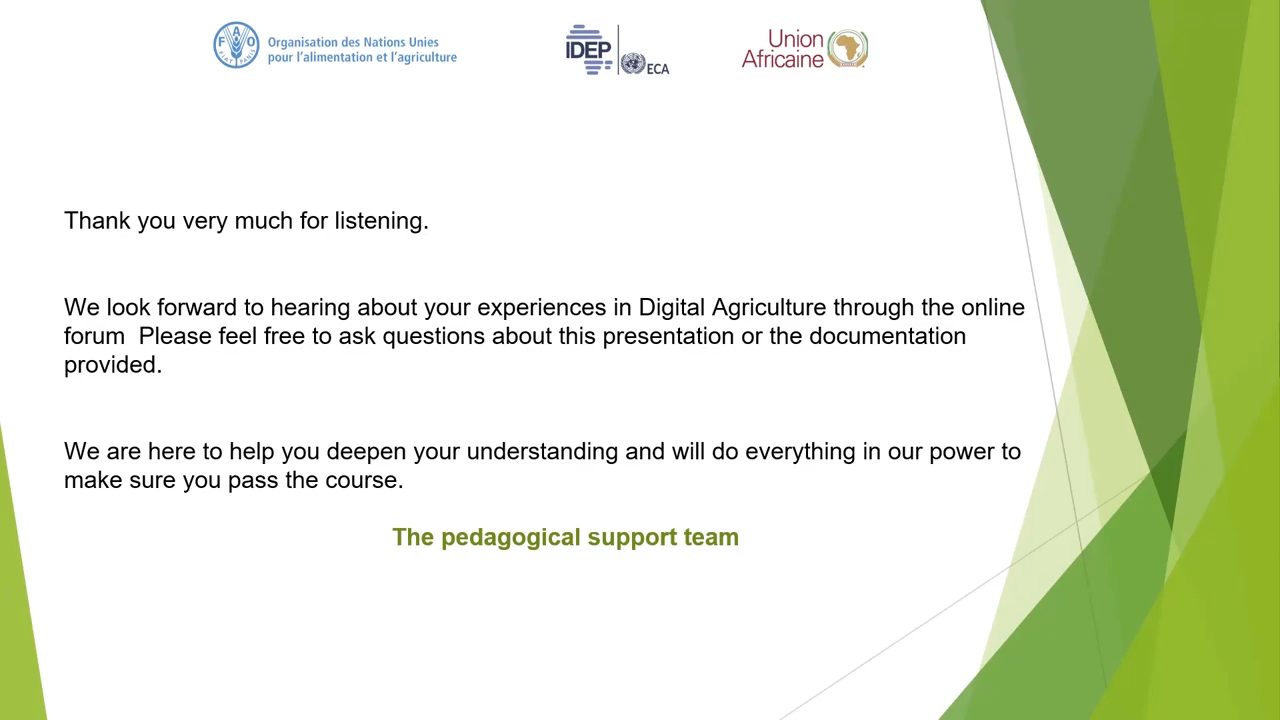 FAO
FIAT PANIS
Organisation des Nations Unies
pour l'alimentation et l'agriculture
IDEP
ECA
Union
Africaine
Thank you very much for listening.
We look forward to hearing about your experiences in Digital Agriculture through the online
forum  Please feel free to ask questions about this presentation or the documentation
provided.
We are here to help you deepen your understanding and will do everything in our power to
make sure you pass the course.
The pedagogical support team